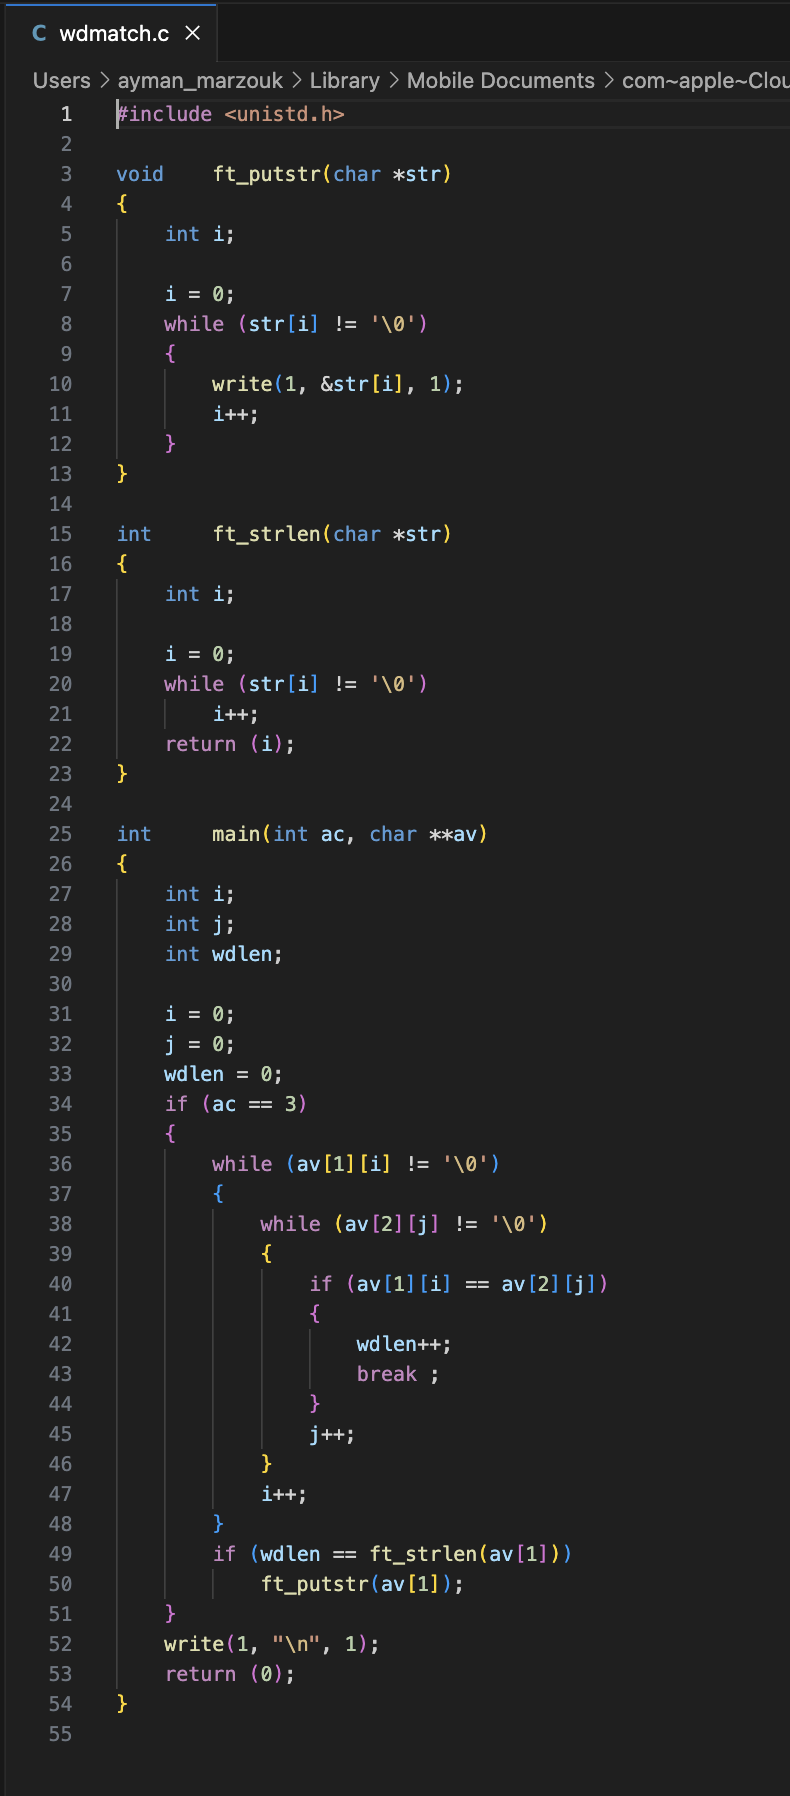 C wdmatch.c ×
Users > ayman_marzouk > Library > Mobile Documents > com~apple~Clou
1 #include <unistd.h>
2
3 void    ft_putstr(char *str)
4 {
5     int i;
6
7     i = 0;
8     while (str[i] != '\0')
9     {
10         write(1, &str[i], 1);
11         i++;
12     }
13 }
14
15 int     ft_strlen(char *str)
16 {
17     int i;
18
19     i = 0;
20     while (str[i] != '\0')
21         i++;
22     return (i);
23 }
24
25 int     main(int ac, char **av)
26 {
27     int i;
28     int j;
29     int wdlen;
30
31     i = 0;
32     j = 0;
33     wdlen = 0;
34     if (ac == 3)
35     {
36         while (av[1][i] != '\0')
37         {
38             while (av[2][j] != '\0')
39             {
40                 if (av[1][i] == av[2][j])
41                 {
42                     wdlen++;
43                     break ;
44                 }
45                 j++;
46             }
47             i++;
48         }
49         if (wdlen == ft_strlen(av[1]))
50             ft_putstr(av[1]);
51     }
52     write(1, "\n", 1);
53     return (0);
54 }
55